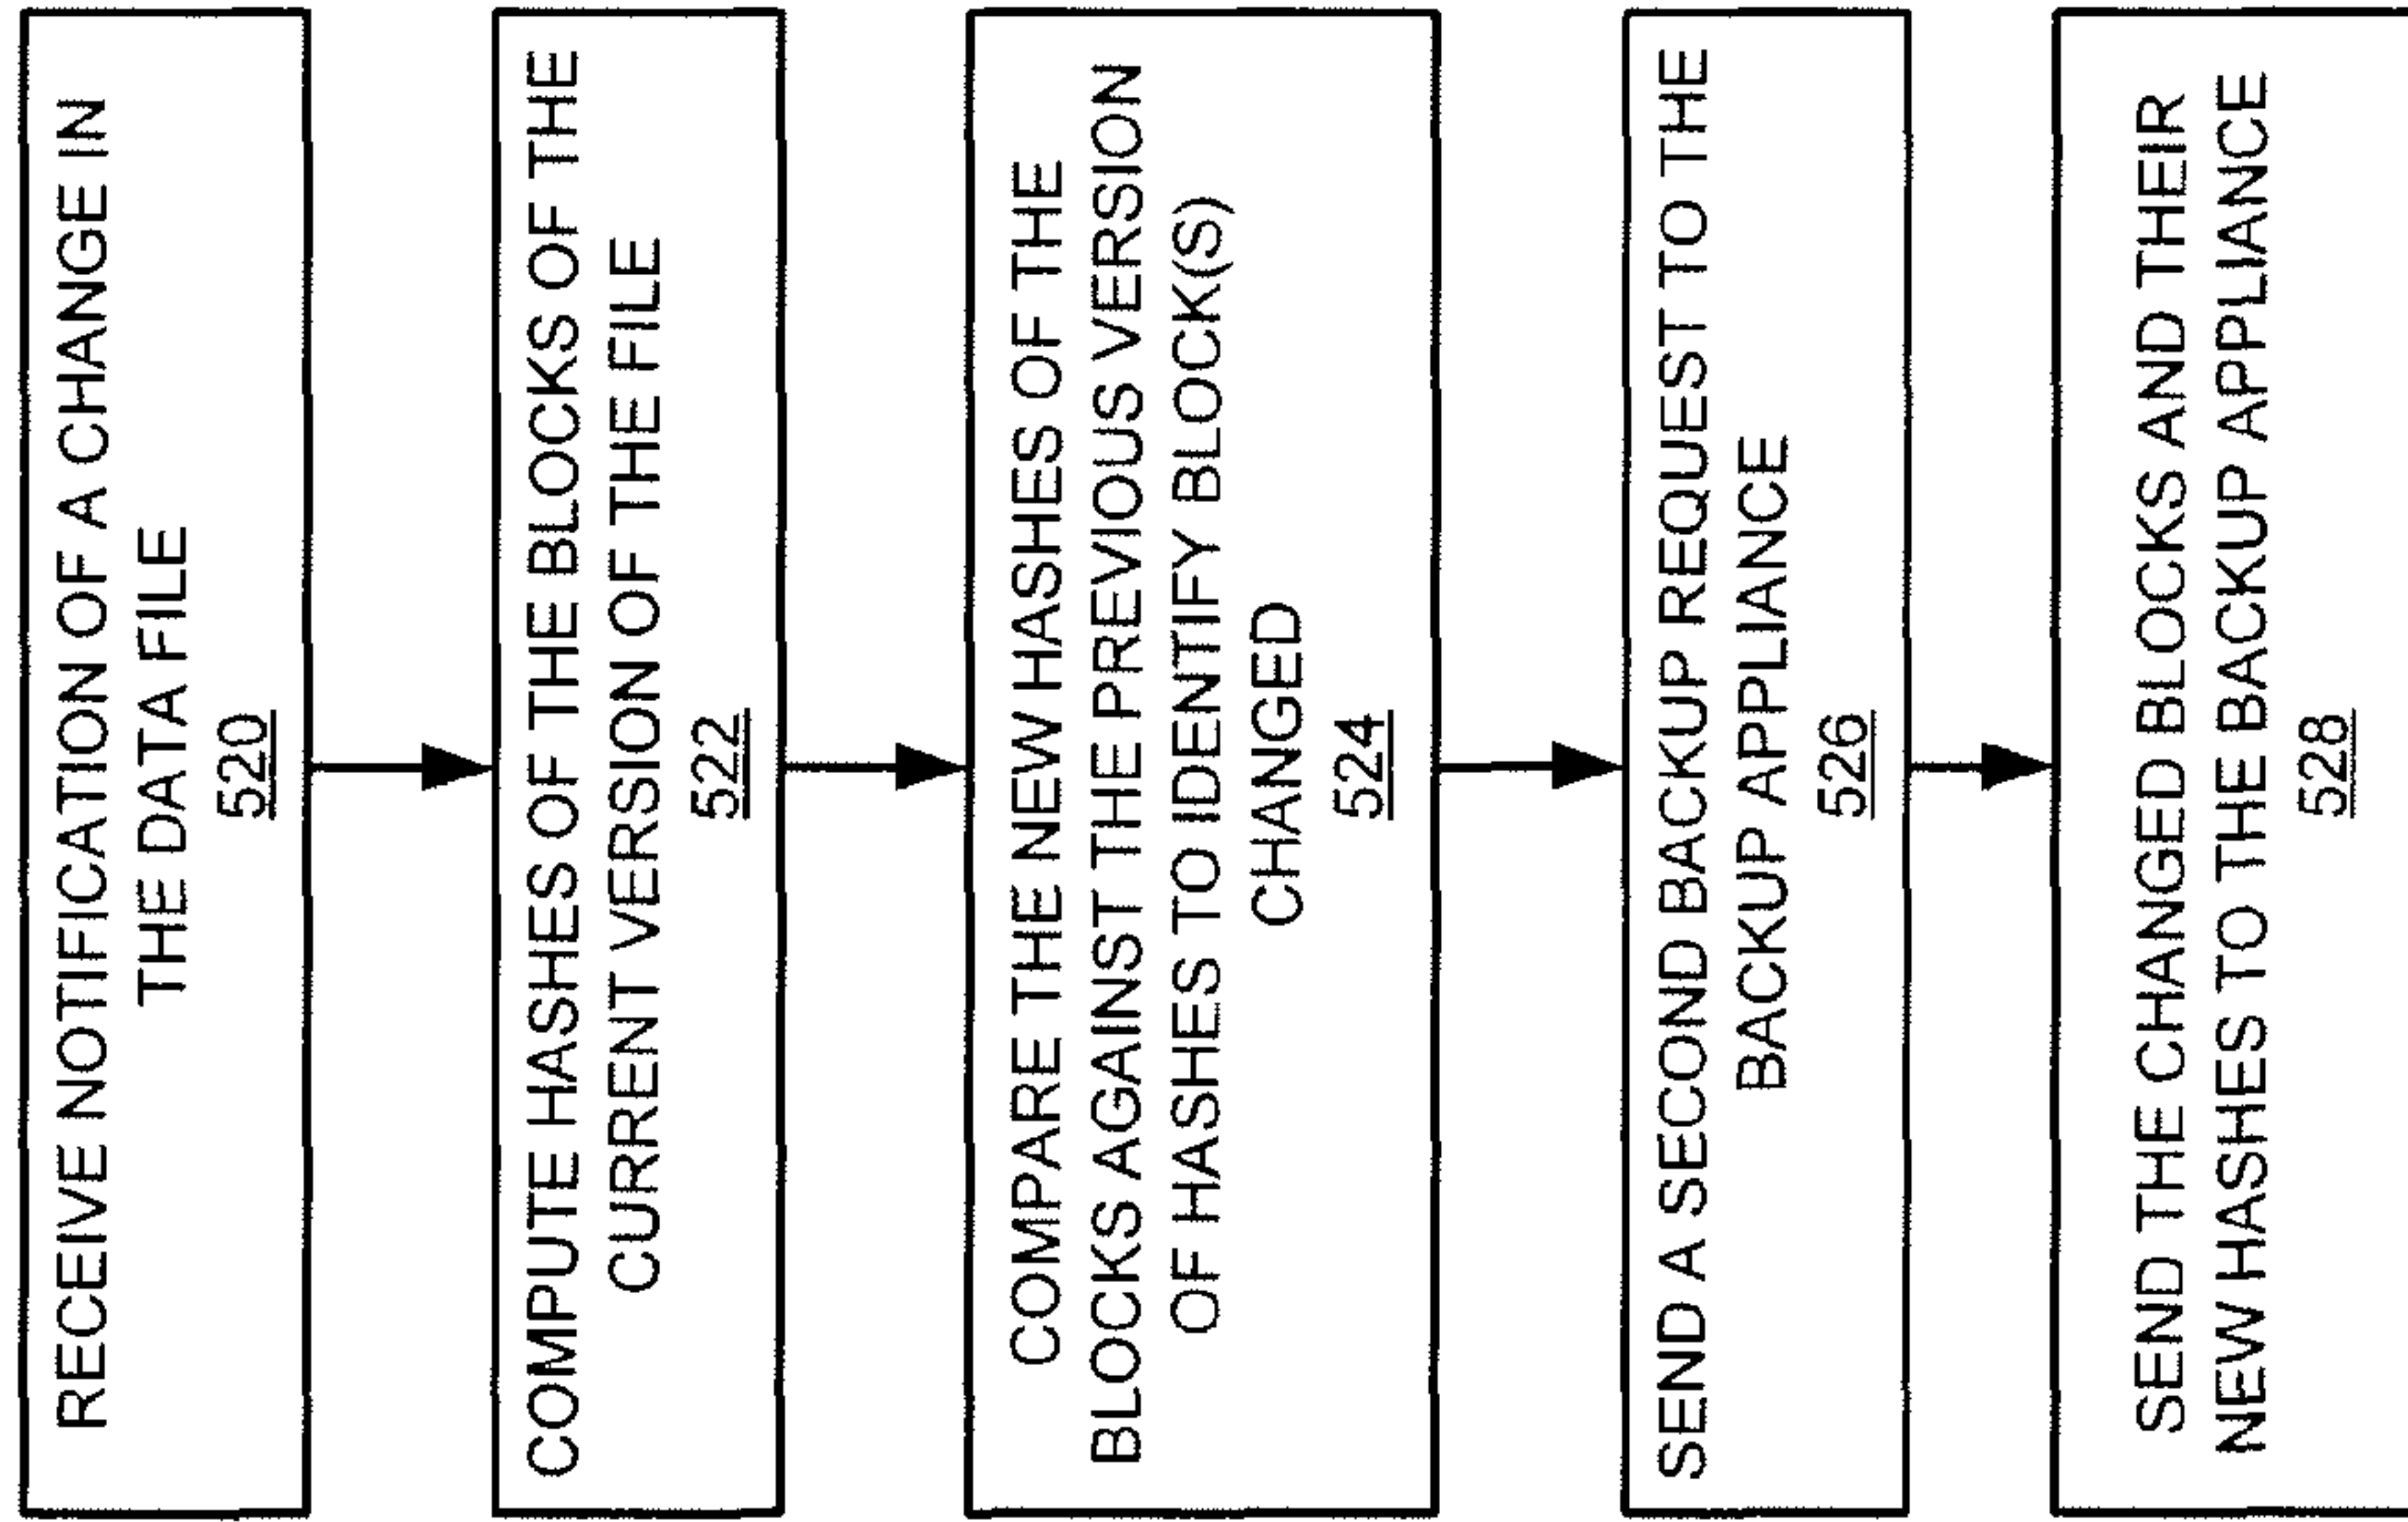 RECEIVE NOTIFICATION OF A CHANGE IN
THE DATA FILE
520
COMPUTE HASHES OF THE BLOCKS OF THE
CURRENT VERSION OF THE FILE
522
COMPARE THE NEW HASHES OF THE
BLOCKS AGAINST THE PREVIOUS VERSION
OF HASHES TO IDENTIFY BLOCK(S)
CHANGED
524
SEND A SECOND BACKUP REQUEST TO THE
BACKUP APPLIANCE
526
SEND THE CHANGED BLOCKS AND THEIR
NEW HASHES TO THE BACKUP APPLIANCE
528